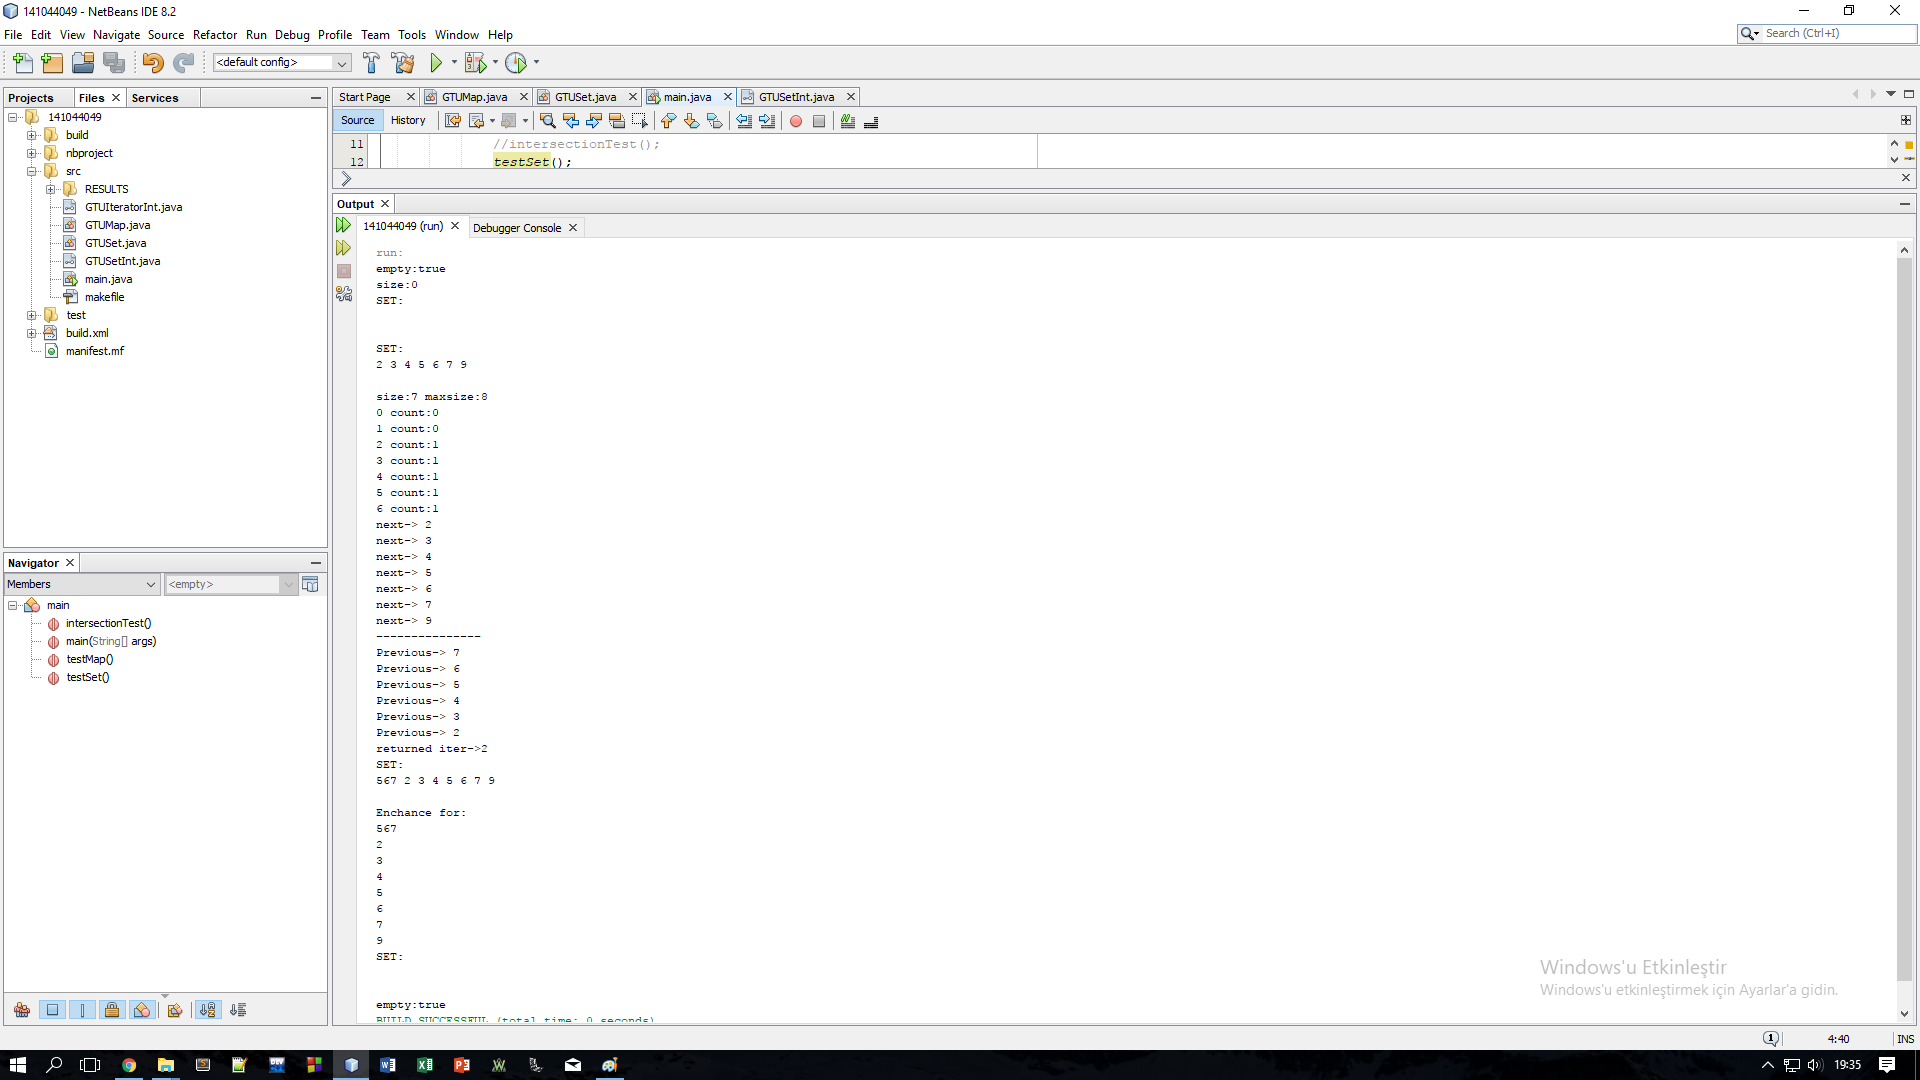 141044049 - NetBeans IDE 8.2
File Edit View Navigate Source Refactor Run Debug Profile Team Tools Window Help
Search (Ctrl+I)
<default config>
Projects Files Services
Start Page GTUMap.java GTUSet.java main.java GTUSetInt.java
Source History
11 //intersectionTest();
12 testSet();
141044049
build
nbproject
src
RESULTS
GTUIteratorInt.java
GTUMap.java
GTUSet.java
GTUSetInt.java
main.java
makefile
test
build.xml
manifest.mf
Navigator
Members <empty>
main
intersectionTest()
main(String[] args)
testMap()
testSet()
Output
141044049 (run) Debugger Console
run:
empty:true
size:0
SET:
SET:
2 3 4 5 6 7 9
size:7 maxsize:8
0 count:0
1 count:0
2 count:1
3 count:1
4 count:1
5 count:1
6 count:1
next-> 2
next-> 3
next-> 4
next-> 5
next-> 6
next-> 7
next-> 9
---------------
Previous-> 7
Previous-> 6
Previous-> 5
Previous-> 4
Previous-> 3
Previous-> 2
returned iter->2
SET:
567 2 3 4 5 6 7 9
Enchance for:
567
2
3
4
5
6
7
9
SET:
empty:true
BUILD SUCCESSFUL (total time: 0 seconds)
Windows'u Etkinleştir
Windows'u etkinleştirmek için Ayarlar'a gidin.
1 4:40 INS
19:35